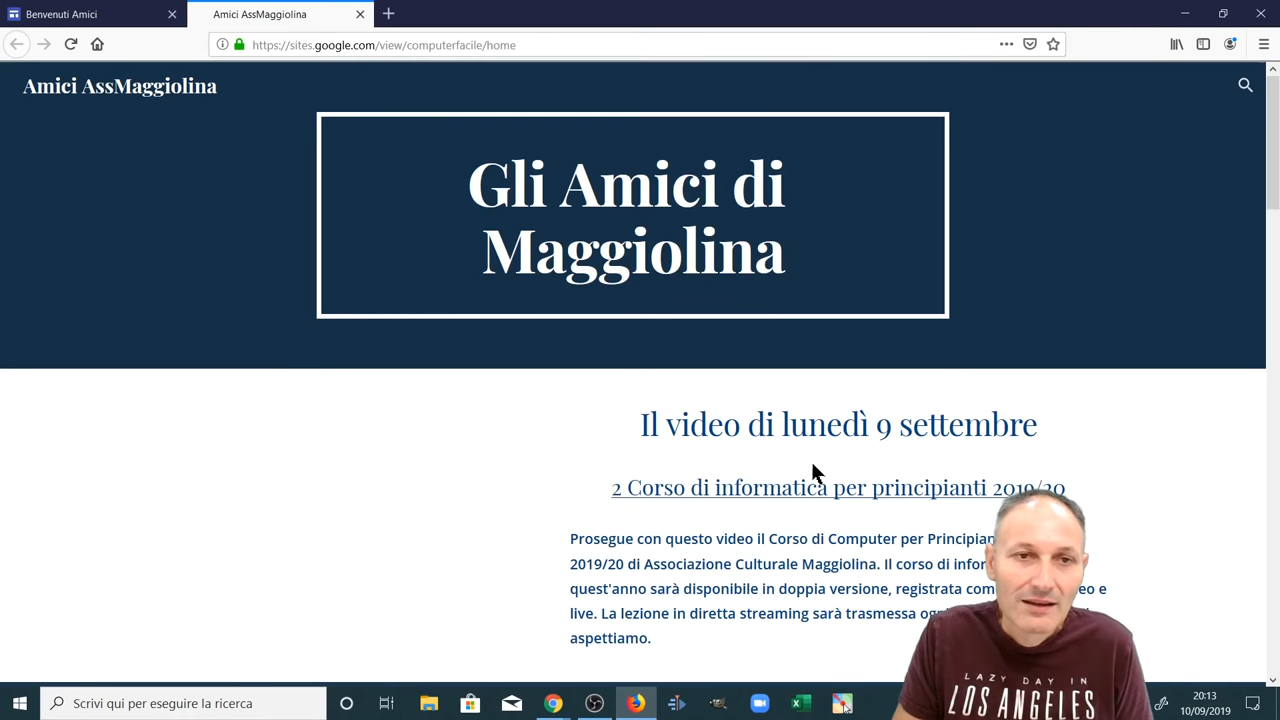 Benvenuti Amici
Amici AssMaggiolina
https://sites.google.com/view/computerfacile/home
Amici AssMaggiolina
Gli Amici di
Maggiolina
Il video di lunedì 9 settembre
2 Corso di informatica per principianti 2019/20
Prosegue con questo video il Corso di Computer per
2019/20 di Associazione Culturale Maggiolina. Il corso di
quest'anno sarà disponibile in doppia versione, registrata e
live. La lezione in diretta streaming sarà trasmessa
aspettiamo.
LAZY DAY IN
LOS ANGELES
Scrivi qui per eseguire la ricerca
20:13
10/09/2019